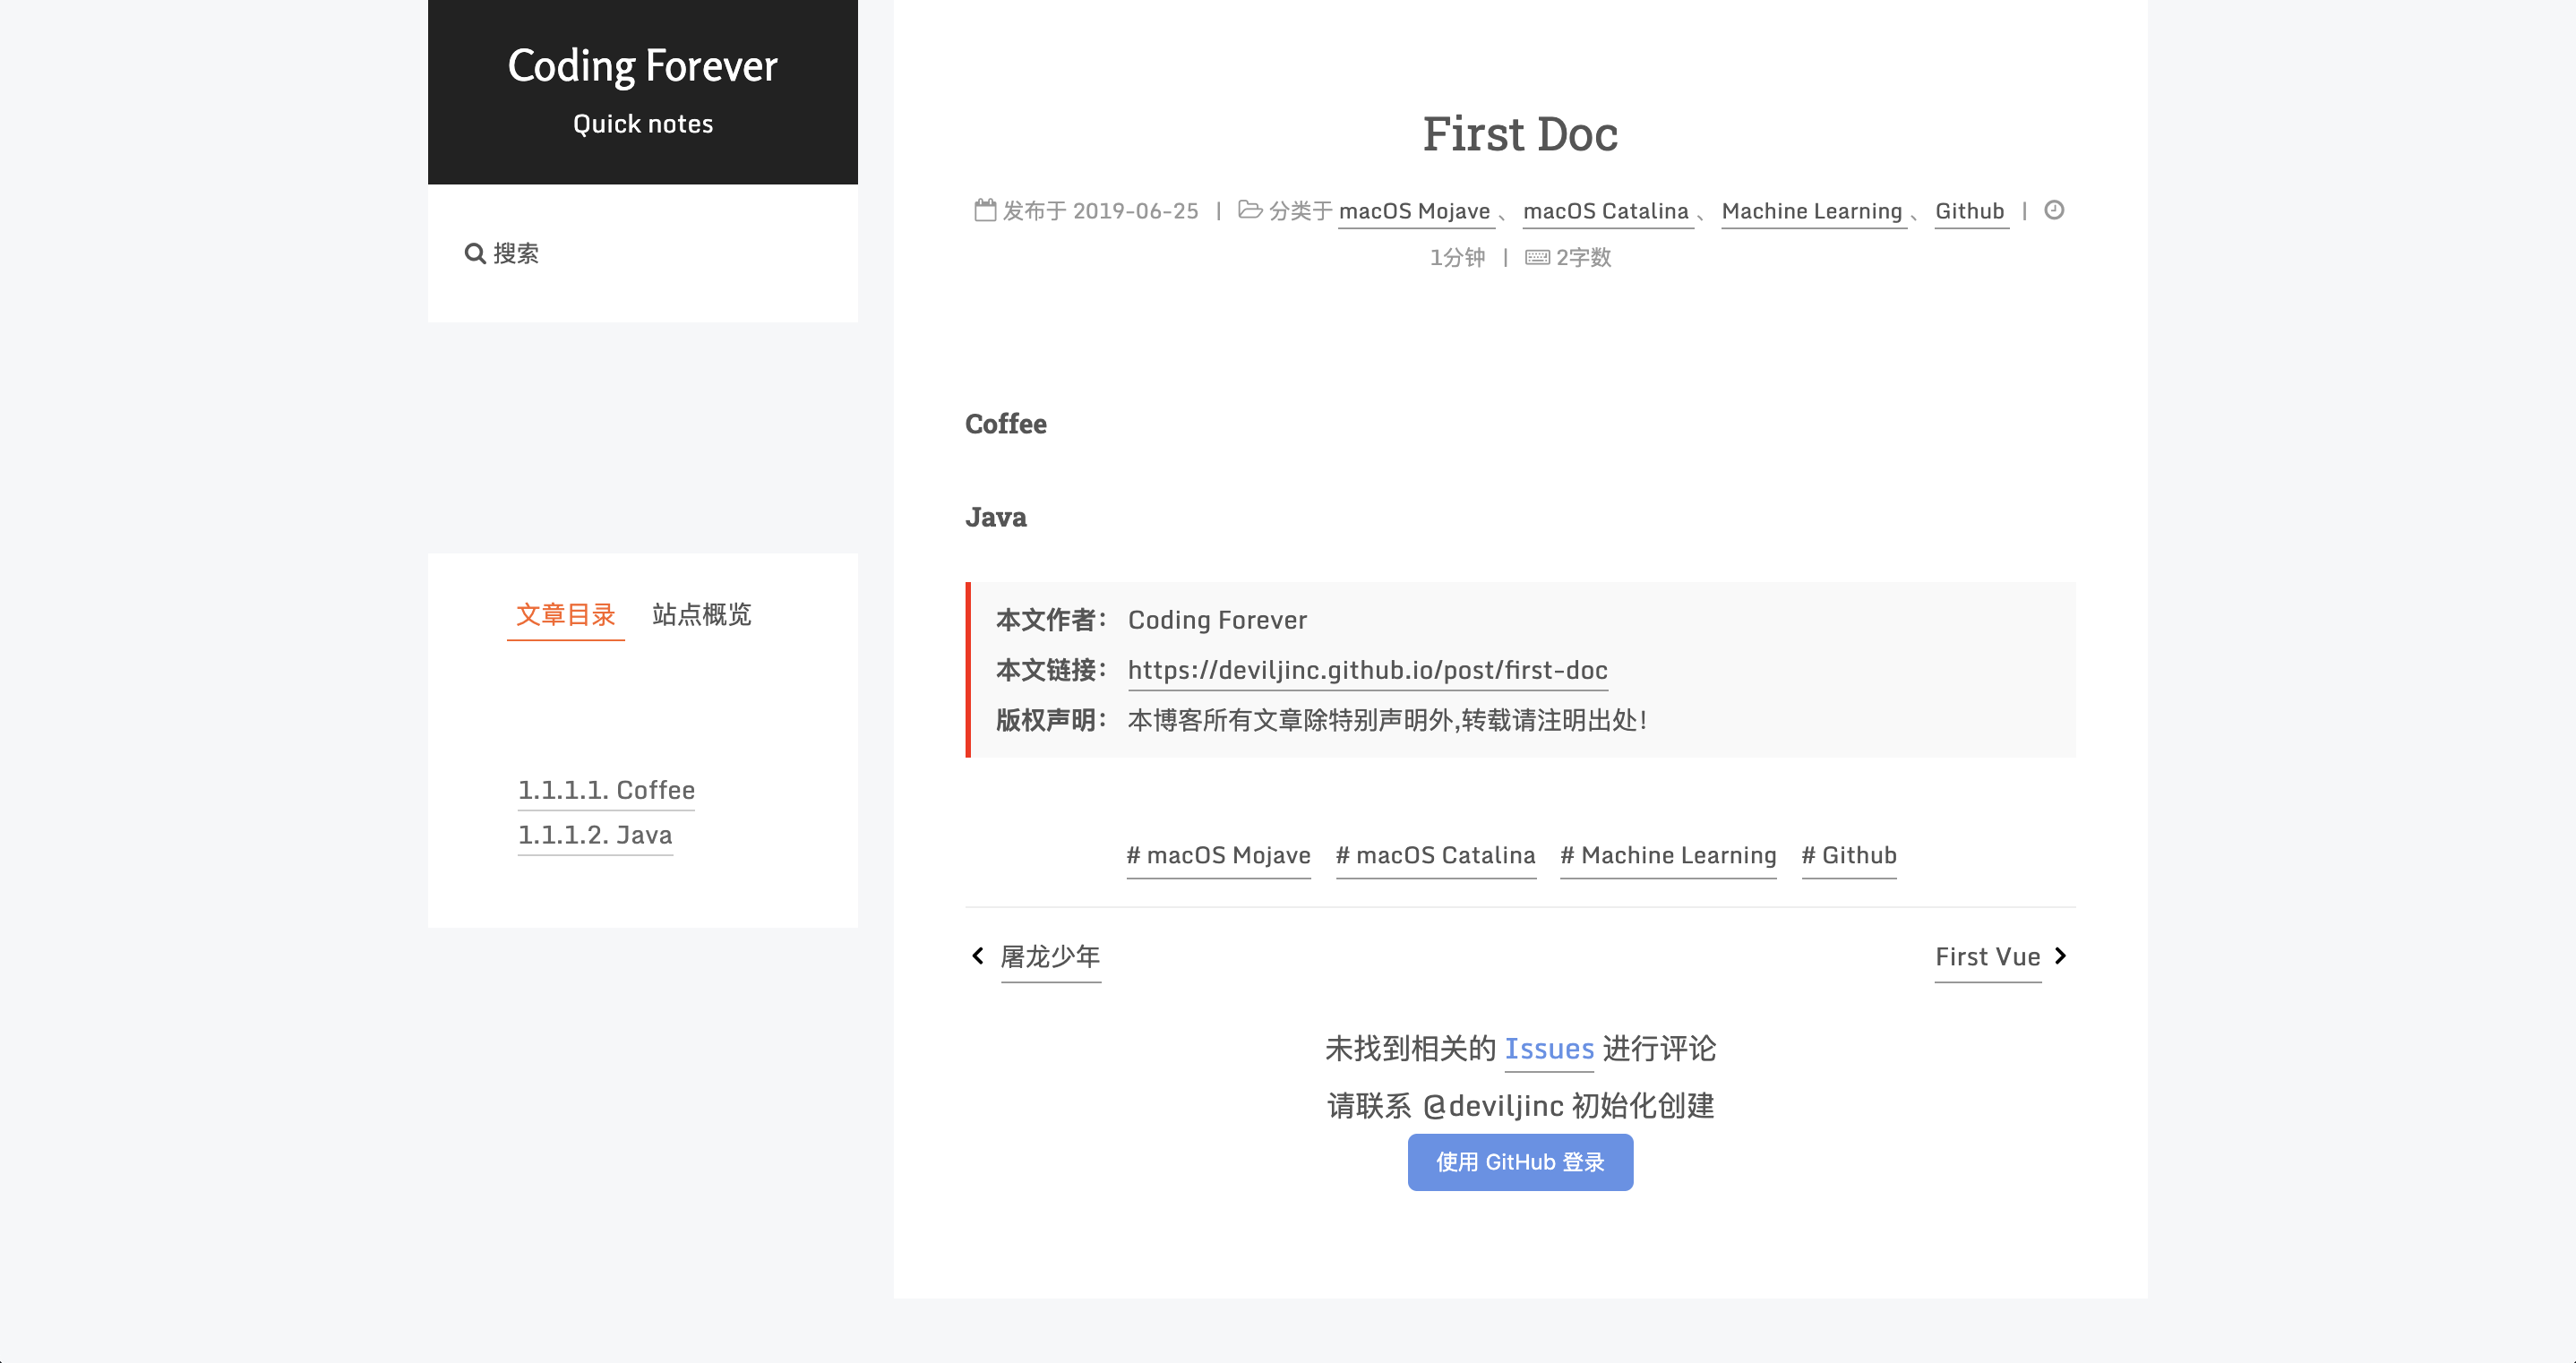 Coding Forever
Quick notes
搜索
文章目录 站点概览
1.1.1.1. Coffee
1.1.1.2. Java
First Doc
发布于 2019-06-25 | 分类于 macOS Mojave 、 macOS Catalina 、 Machine Learning 、 Github |
1分钟 | 2字数
Coffee
Java
本文作者： Coding Forever
本文链接： https://deviljinc.github.io/post/first-doc
版权声明： 本博客所有文章除特别声明外,转载请注明出处！
# macOS Mojave # macOS Catalina # Machine Learning # Github
屠龙少年 First Vue
未找到相关的 Issues 进行评论
请联系 @deviljinc 初始化创建
使用 GitHub 登录